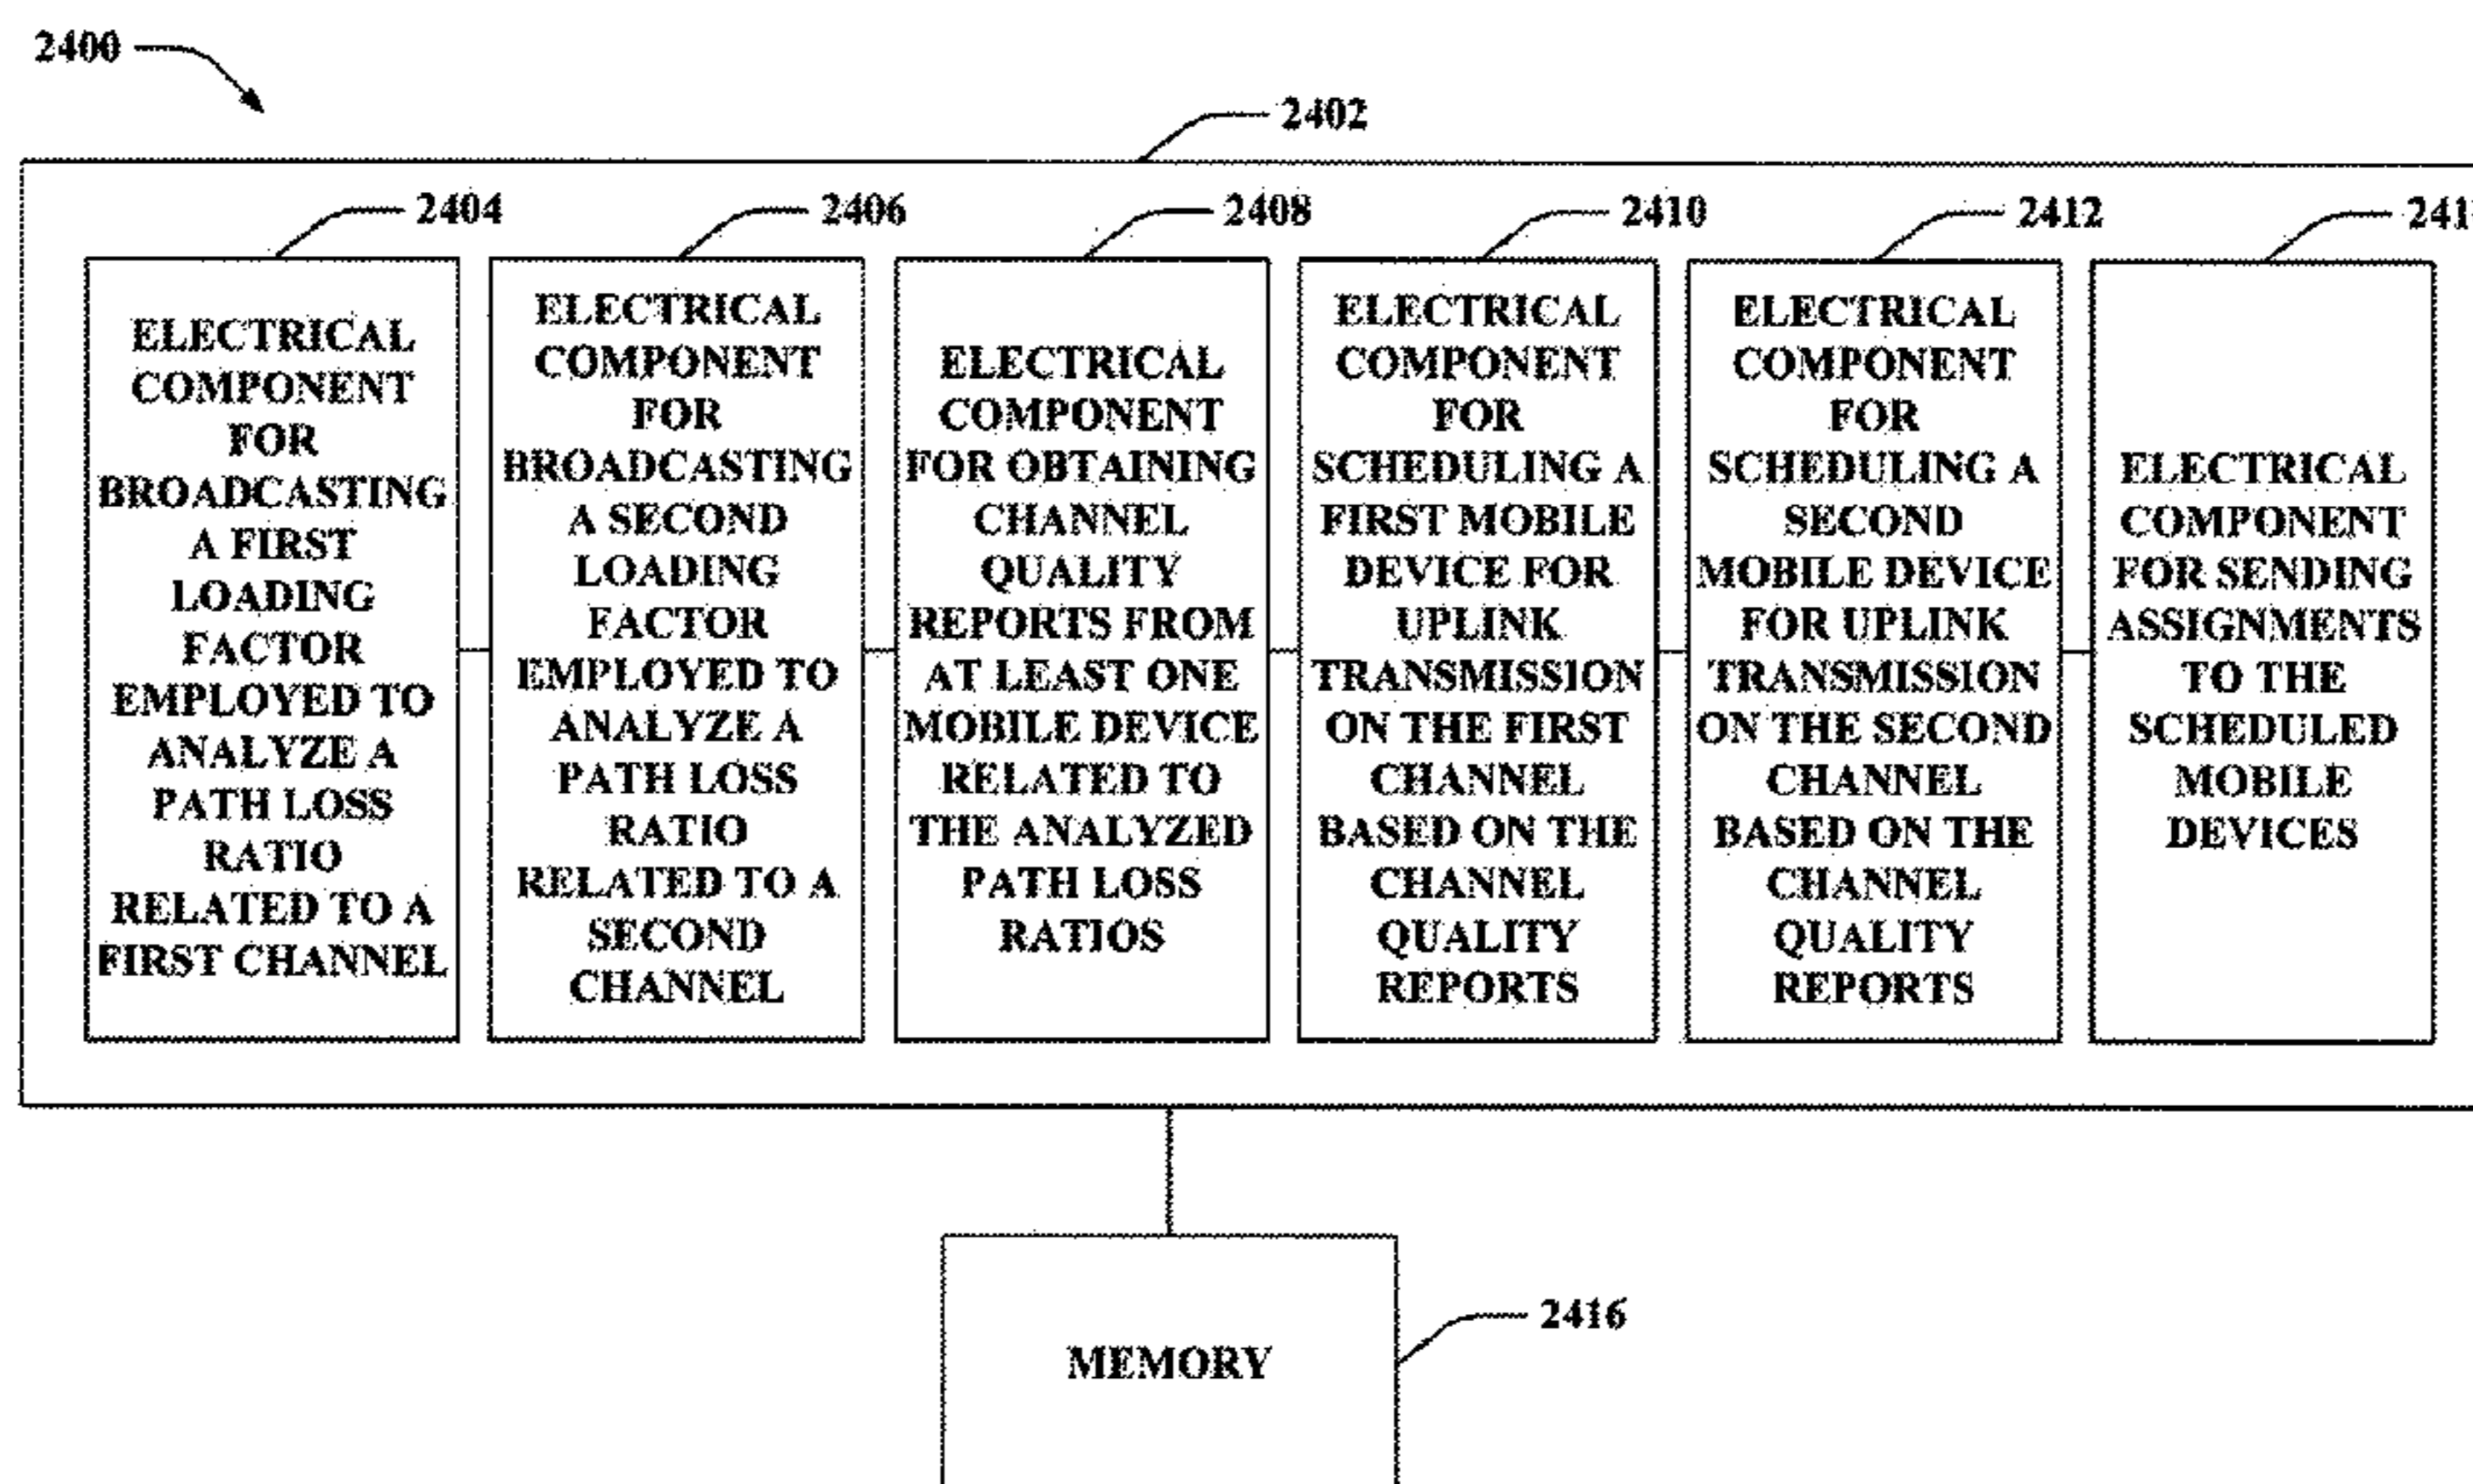 2400
2402
2404
2406
2408
2410
2412
241
ELECTRICAL
COMPONENT
FOR
BROADCASTING
A FIRST
LOADING
FACTOR
EMPLOYED TO
ANALYZE A
PATH LOSS
RATIO
RELATED TO A
FIRST CHANNEL
ELECTRICAL
COMPONENT
FOR
BROADCASTING
A SECOND
LOADING
FACTOR
EMPLOYED TO
ANALYZE A
PATH LOSS
RATIO
RELATED TO A
SECOND
CHANNEL
ELECTRICAL
COMPONENT
FOR OBTAINING
CHANNEL
QUALITY
REPORTS FROM
AT LEAST ONE
MOBILE DEVICE
RELATED TO
THE ANALYZED
PATH LOSS
RATIOS
ELECTRICAL
COMPONENT
FOR
SCHEDULING A
FIRST MOBILE
DEVICE FOR
UPLINK
TRANSMISSION
ON THE FIRST
CHANNEL
BASED ON THE
CHANNEL
QUALITY
REPORTS
ELECTRICAL
COMPONENT
FOR
SCHEDULING A
SECOND
MOBILE DEVICE
FOR UPLINK
TRANSMISSION
ON THE SECOND
CHANNEL
BASED ON THE
CHANNEL
QUALITY
REPORTS
ELECTRICAL
COMPONENT
FOR SENDING
ASSIGNMENTS
TO THE
SCHEDULED
MOBILE
DEVICES
MEMORY
2416